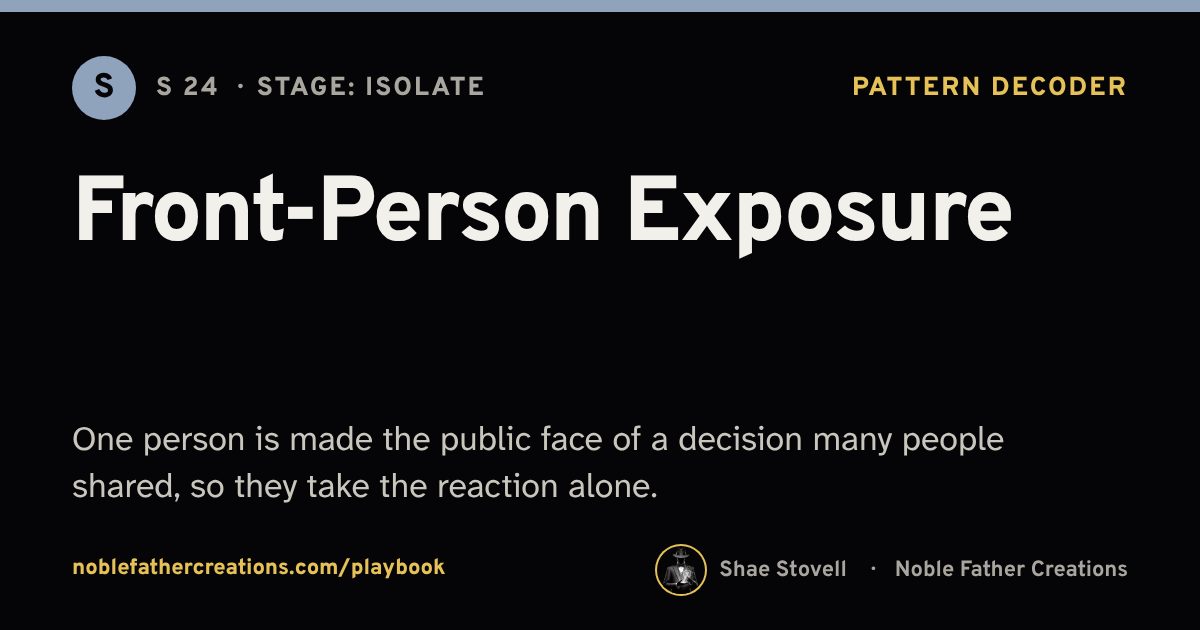 S
S 24 · STAGE: ISOLATE
PATTERN DECODER
Front-Person Exposure
One person is made the public face of a decision many people
shared, so they take the reaction alone.
noblefathercreations.com/playbook
Shae Stovell · Noble Father Creations